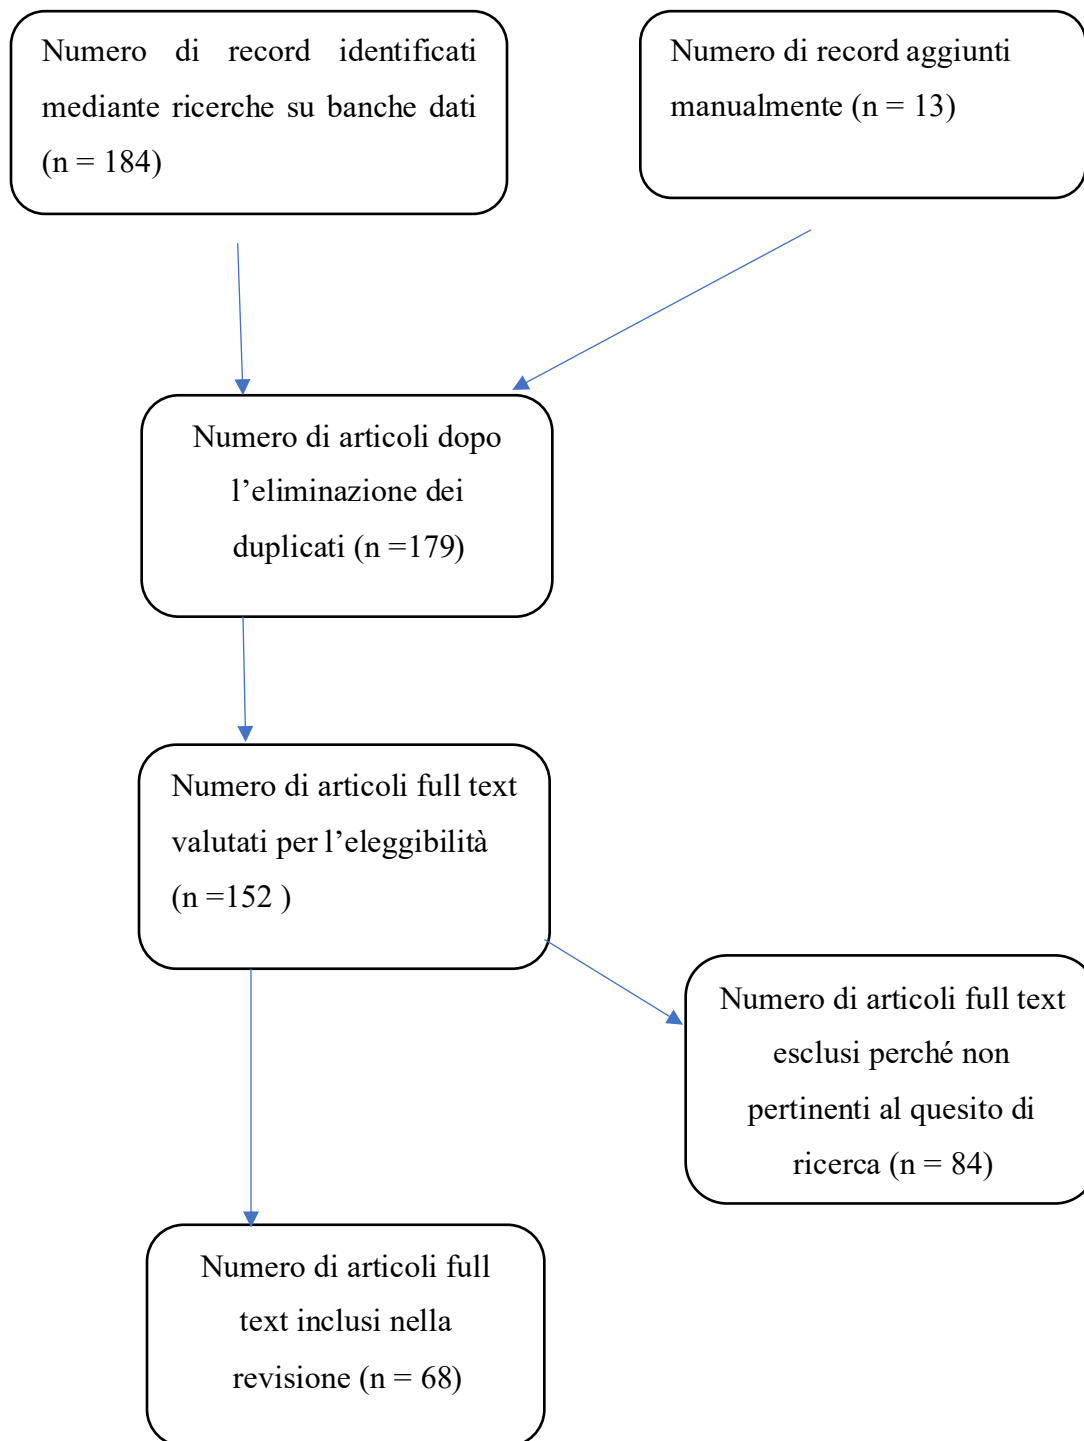 Numero di record identificati
mediante ricerche su banche dati
(n = 184)
Numero di record aggiunti
manualmente (n = 13)
Numero di articoli dopo
l’eliminazione dei
duplicati (n =179)
Numero di articoli full text
valutati per l’eleggibilità
(n =152 )
Numero di articoli full text
esclusi perché non
pertinenti al quesito di
ricerca (n = 84)
Numero di articoli full
text inclusi nella
revisione (n = 68)